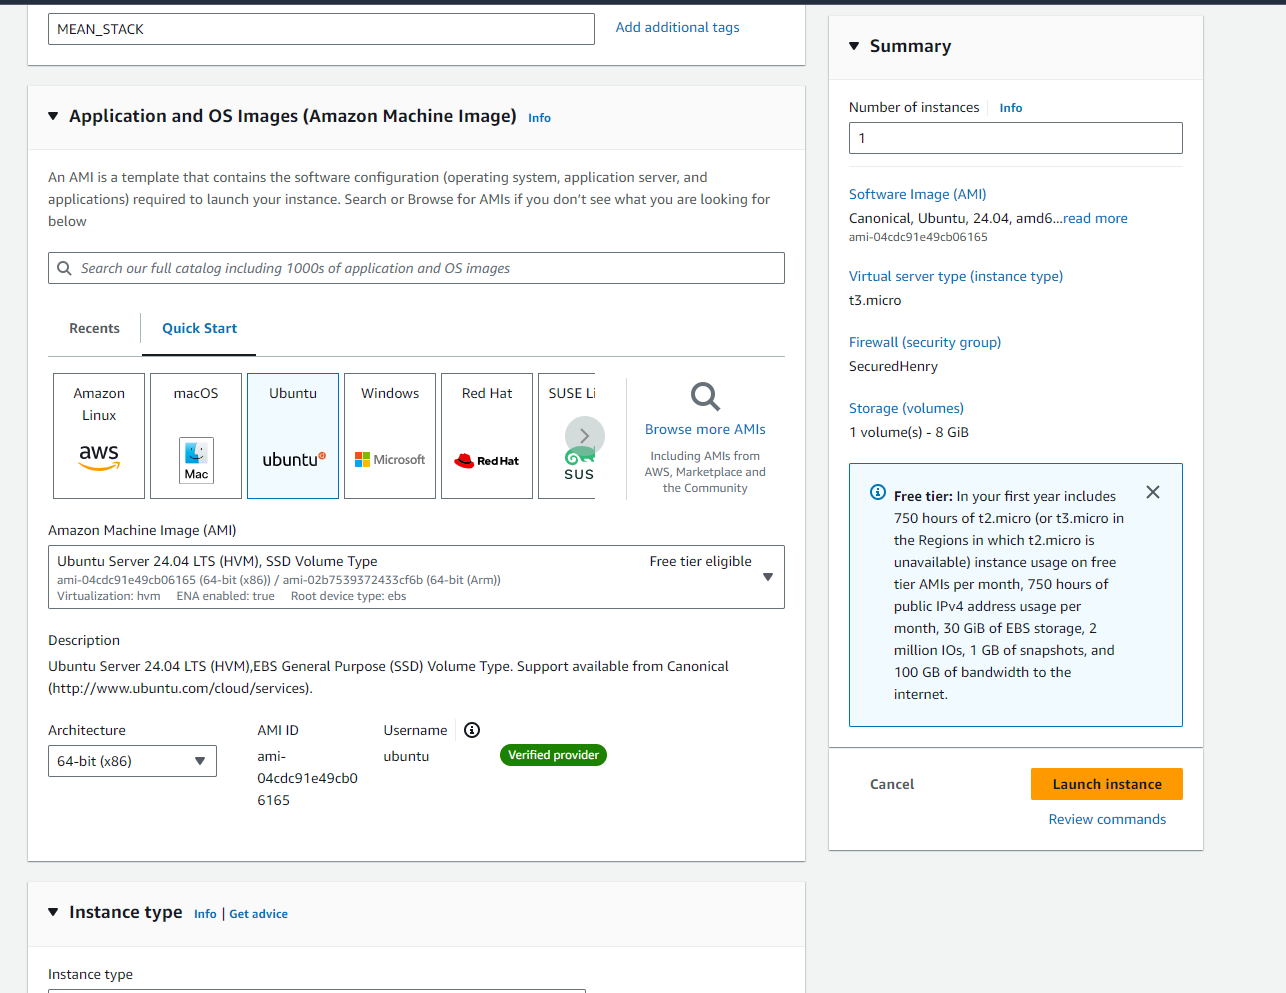 MEAN_STACK
Add additional tags
Application and OS Images (Amazon Machine Image) Info
An AMI is a template that contains the software configuration (operating system, application server, and
applications) required to launch your instance. Search or Browse for AMIs if you don't see what you are looking for
below
Search our full catalog including 1000s of application and OS images
Recents
Quick Start
Amazon
Linux
aws
macOS
Mac
Ubuntu
ubuntu
Windows
Microsoft
Red Hat
Red Hat
SUSE Li
SUS
Browse more AMIs
Including AMIs from
AWS, Marketplace and
the Community
Amazon Machine Image (AMI)
Ubuntu Server 24.04 LTS (HVM), SSD Volume Type
Free tier eligible
ami-04cdc91e49cb06165 (64-bit (x86)) / ami-02b7539372433cf6b (64-bit (Arm))
Virtualization: hvm ENA enabled: true Root device type: ebs
Description
Ubuntu Server 24.04 LTS (HVM),EBS General Purpose (SSD) Volume Type. Support available from Canonical
(http://www.ubuntu.com/cloud/services).
Architecture
64-bit (x86)
AMI ID
ami-
04cdc91e49cb0
6165
Username
ubuntu
Verified provider
Instance type Info | Get advice
Instance type
Summary
Number of instances Info
1
Software Image (AMI)
Canonical, Ubuntu, 24.04, amd6...read more
ami-04cdc91e49cb06165
Virtual server type (instance type)
t3.micro
Firewall (security group)
SecuredHenry
Storage (volumes)
1 volume(s) - 8 GiB
Free tier: In your first year includes
750 hours of t2.micro (or t3.micro in
the Regions in which t2.micro is
unavailable) instance usage on free
tier AMIs per month, 750 hours of
public IPv4 address usage per
month, 30 GiB of EBS storage, 2
million IOs, 1 GB of snapshots, and
100 GB of bandwidth to the
internet.
Cancel
Launch instance
Review commands